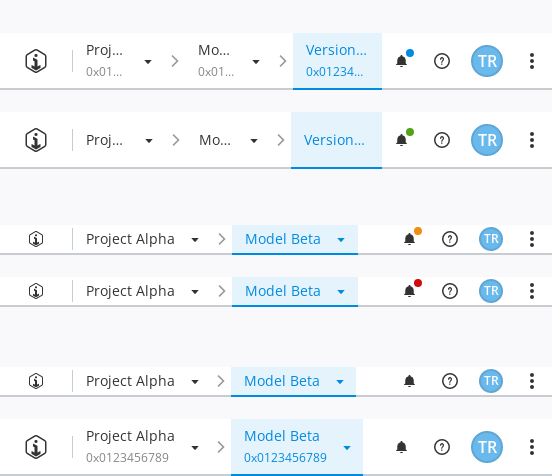 Proj... Mo... Version...
0x01... 0x01... 0x01234...
TR
Proj... Mo... Version...
TR
Project Alpha Model Beta
TR
Project Alpha Model Beta
TR
Project Alpha Model Beta
TR
Project Alpha Model Beta
0x0123456789 0x0123456789
TR